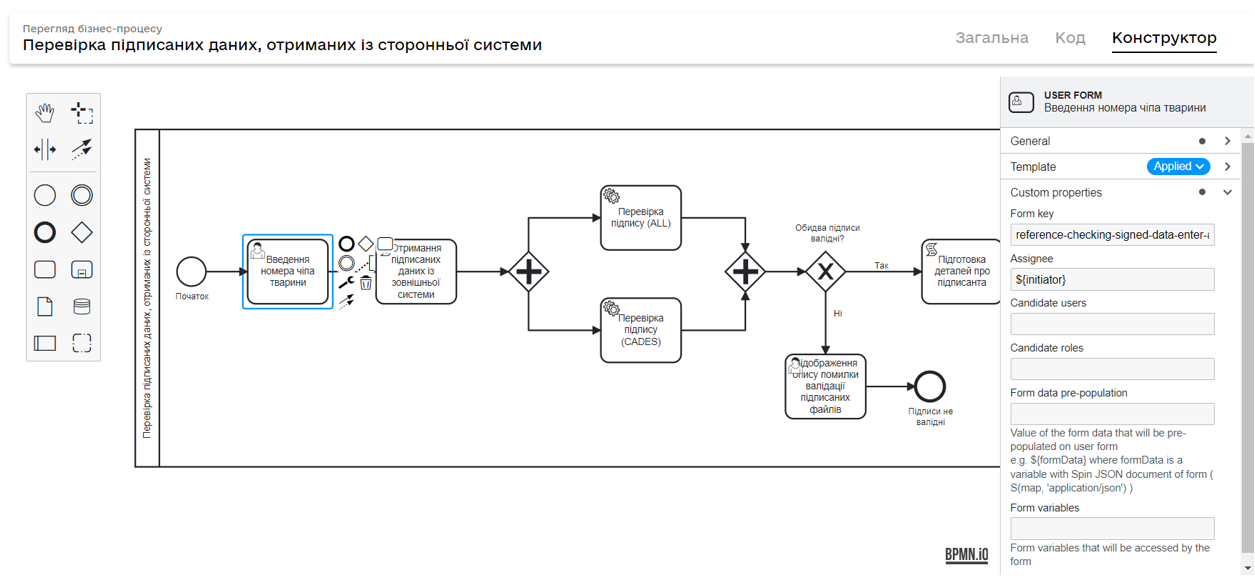 Перегляд бізнес-процесу
Перевірка підписаних даних, отриманих із сторонньої системи
Загальна
Код
Конструктор
Перевірка підписаних даних, отриманих із сторонньої системи
Початок
Введення
номера чіпа
тварини
Отримання
підписаних
даних із
зовнішньої
системи
Перевірка
підпису (ALL)
Перевірка
підпису
(CADES)
Обидва підписи
валідні?
Так
Ні
Підготовка
деталей про
підписанта
Відображення
опису помилки
валідації
підписаних
файлів
Підписи не
валідні
BPMN.iO
USER FORM
Введення номера чіпа тварини
General
Template
Applied
Custom properties
Form key
reference-checking-signed-data-enter-
Assignee
${initiator}
Candidate users
Candidate roles
Form data pre-population
Value of the form data that will be pre-
populated on user form
e.g. ${formData} where formData is a
variable with Spin JSON document of form (
S(map, 'application/json') )
Form variables
Form variables that will be accessed by the
form